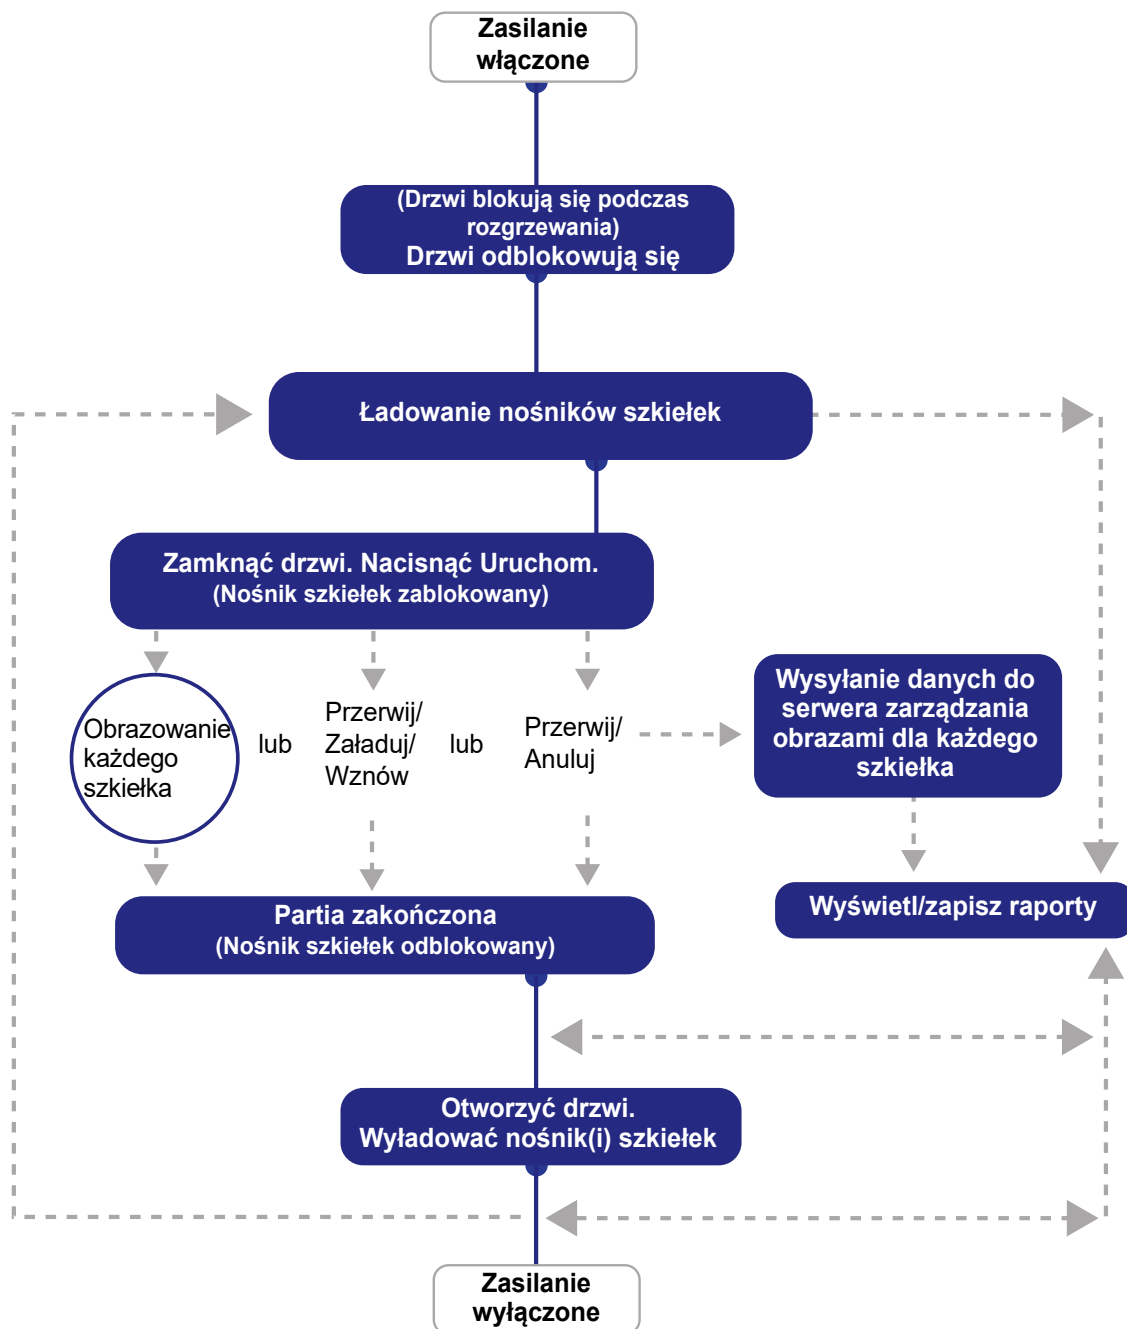 Zasilanie
włączone
(Drzwi blokują się podczas
rozgrzewania)
Drzwi odblokowują się
Ładowanie nośników szkiełek
Zamknąć drzwi. Nacisnąć Uruchom.
(Nośnik szkiełek zablokowany)
Obrazowanie
każdego
szkiełka
lub
Przerwij/
Załaduj/
Wznów
lub
Przerwij/
Anuluj
Wysyłanie danych do
serwera zarządzania
obrazami dla każdego
szkiełka
Partia zakończona
(Nośnik szkiełek odblokowany)
Wyświetl/zapisz raporty
Otworzyć drzwi.
Wyładować nośnik(i) szkiełek
Zasilanie
wyłączone